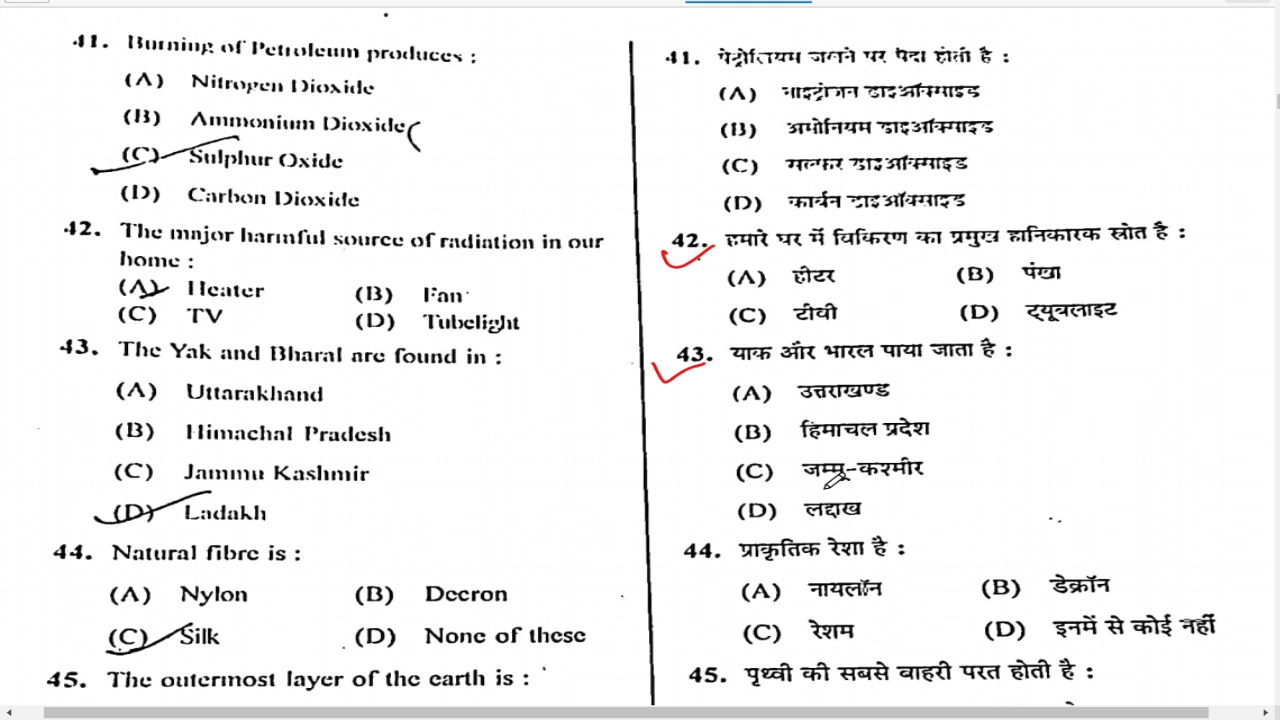 41. Burning of Petroleum produces :
(A) Nitrogen Dioxide
(B) Ammonium Dioxide
(C) Sulphur Oxide
(D) Carbon Dioxide
42. The major harmful source of radiation in our
home :
(A) Heater (B) Fan
(C) TV (D) Tubelight
43. The Yak and Bharal are found in :
(A) Uttarakhand
(B) Himachal Pradesh
(C) Jammu Kashmir
(D) Ladakh
44. Natural fibre is :
(A) Nylon (B) Decron
(C) Silk (D) None of these
45. The outermost layer of the earth is :
41. पेट्रोलियम जलने पर पैदा होती है :
(A) नाइट्रोजन डाइऑक्साइड
(B) अमोनियम डाइऑक्साइड
(C) सल्फर डाइऑक्साइड
(D) कार्बन डाइऑक्साइड
42. हमारे घर में विकिरण का प्रमुख हानिकारक स्रोत है :
(A) हीटर (B) पंखा
(C) टीवी (D) ट्यूबलाइट
43. याक और भारल पाया जाता है :
(A) उत्तराखण्ड
(B) हिमाचल प्रदेश
(C) जम्मू-कश्मीर
(D) लद्दाख
44. प्राकृतिक रेशा है :
(A) नायलॉन (B) डेक्रॉन
(C) रेशम (D) इनमें से कोई नहीं
45. पृथ्वी की सबसे बाहरी परत होती है :